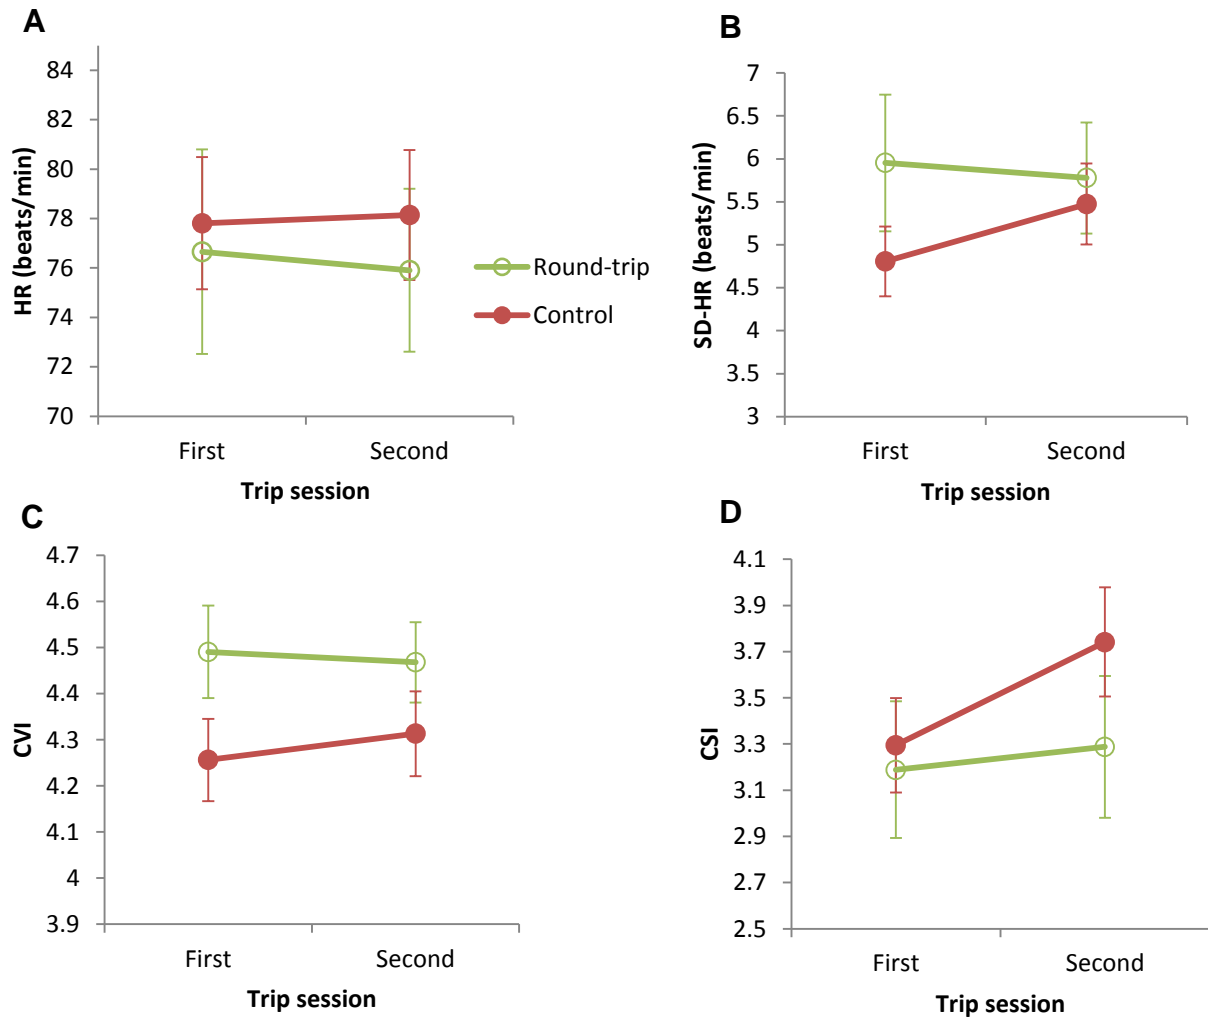 A
HR (beats/min)
84
82
80
78
76
74
72
70
First
Second
Trip session
Round-trip
Control
B
SD-HR (beats/min)
7
6.5
6
5.5
5
4.5
4
3.5
3
First
Second
Trip session
C
CVI
4.7
4.6
4.5
4.4
4.3
4.2
4.1
4
3.9
First
Second
Trip session
D
CSI
4.1
3.9
3.7
3.5
3.3
3.1
2.9
2.7
2.5
First
Second
Trip session